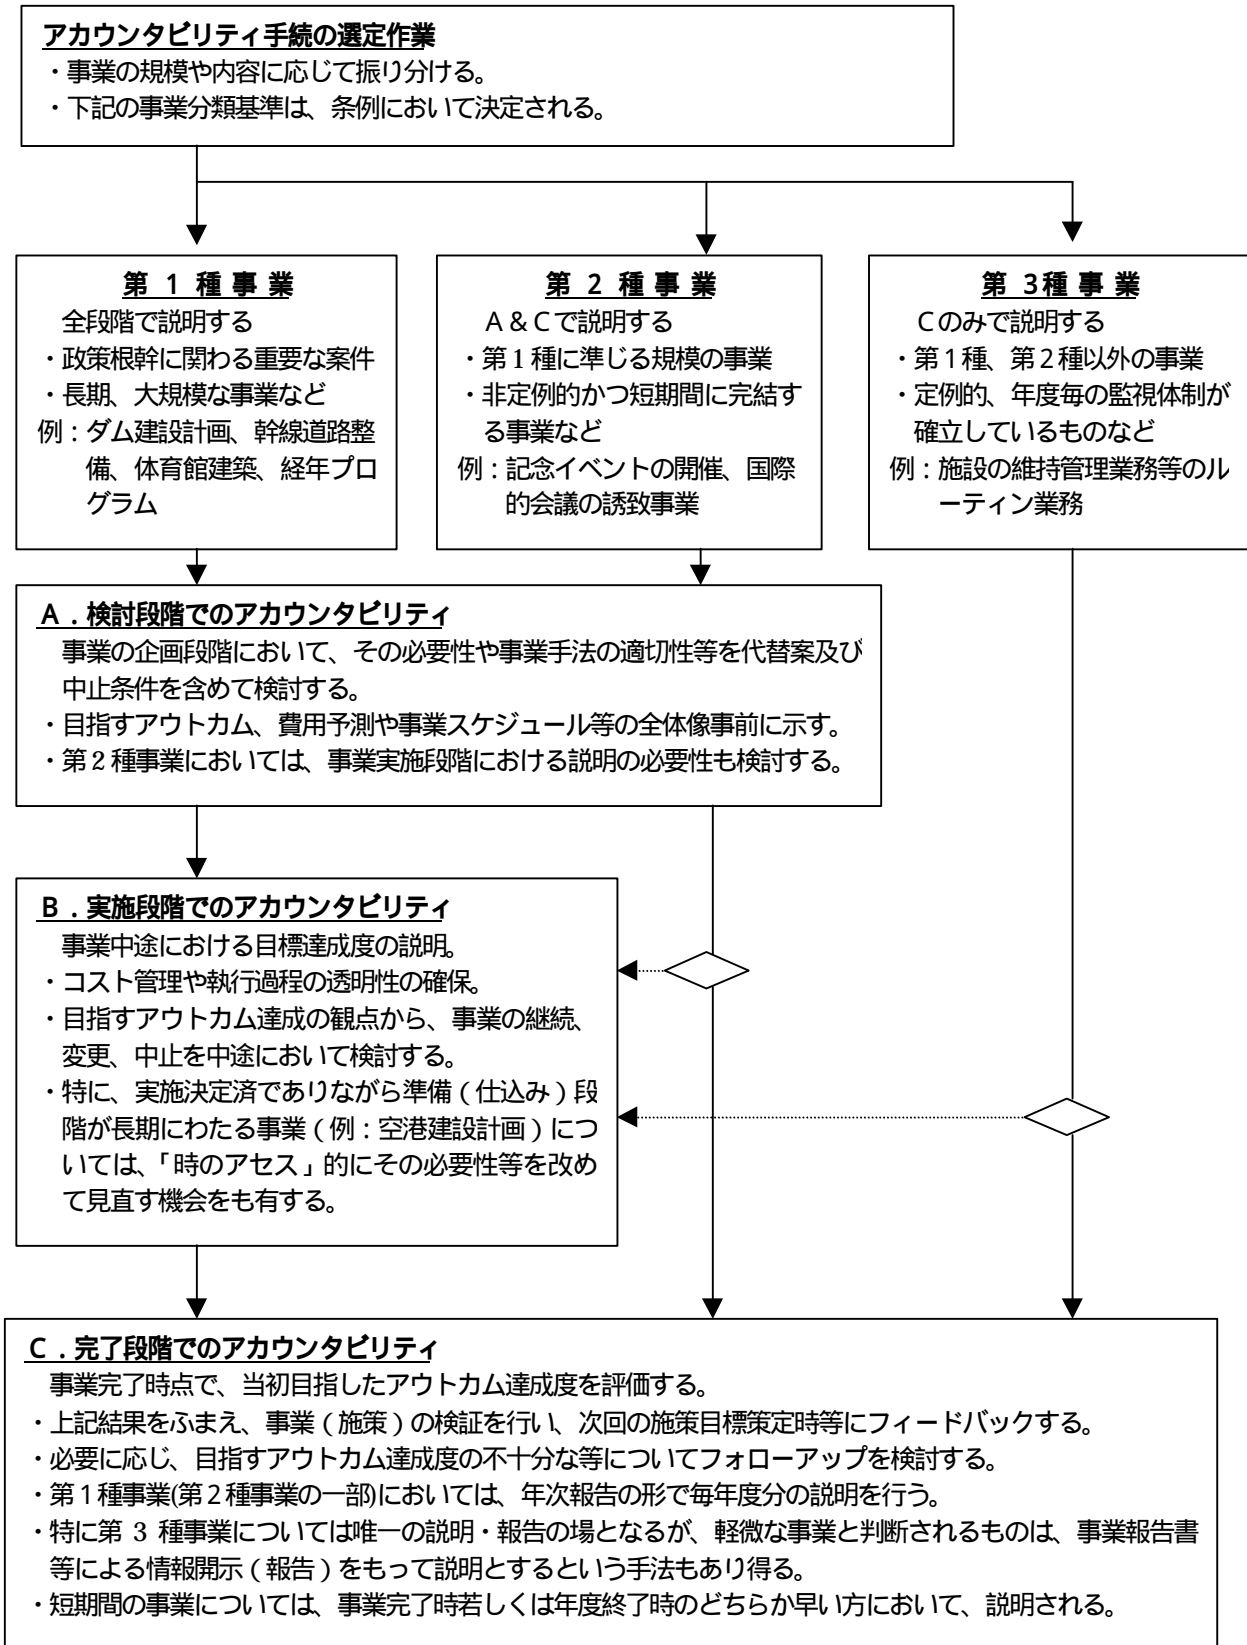 アカウンタビリティ手続の選定作業
・事業の規模や内容に応じて振り分ける。
・下記の事業分類基準は、条例において決定される。
第 1 種 事 業
全段階で説明する
・政策根幹に関わる重要な案件
・長期、大規模な事業など
例：ダム建設計画、幹線道路整
備、体育館建築、経年プロ
グラム
第 2 種 事 業
A & C で説明する
・第1種に準じる規模の事業
・非定例的かつ短期間に完結す
る事業など
例：記念イベントの開催、国際
的会議の誘致事業
第 3種 事 業
Cのみで説明する
・第1種、第2種以外の事業
・定例的、年度毎の監視体制が
確立しているものなど
例：施設の維持管理業務等のル
ーティン業務
A．検討段階でのアカウンタビリティ
事業の企画段階において、その必要性や事業手法の適切性等を代替案及び
中止条件を含めて検討する。
・目指すアウトカム、費用予測や事業スケジュール等の全体像事前に示す。
・第2種事業においては、事業実施段階における説明の必要性も検討する。
B．実施段階でのアカウンタビリティ
事業中途における目標達成度の説明。
・コスト管理や執行過程の透明性の確保。
・目指すアウトカム達成の観点から、事業の継続、
変更、中止を中途において検討する。
・特に、実施決定済でありながら準備（仕込み）段
階が長期にわたる事業（例：空港建設計画）につ
いては、「時のアセス」的にその必要性等を改め
て見直す機会をも有する。
C．完了段階でのアカウンタビリティ
事業完了時点で、当初目指したアウトカム達成度を評価する。
・上記結果をふまえ、事業（施策）の検証を行い、次回の施策目標策定時等にフィードバックする。
・必要に応じ、目指すアウトカム達成度の不十分な等についてフォローアップを検討する。
・第1種事業(第2種事業の一部)においては、年次報告の形で毎年度分の説明を行う。
・特に第 3 種事業については唯一の説明・報告の場となるが、軽微な事業と判断されるものは、事業報告書
等による情報開示（報告）をもって説明とするという手法もあり得る。
・短期間の事業については、事業完了時若しくは年度終了時のどちらか早い方において、説明される。